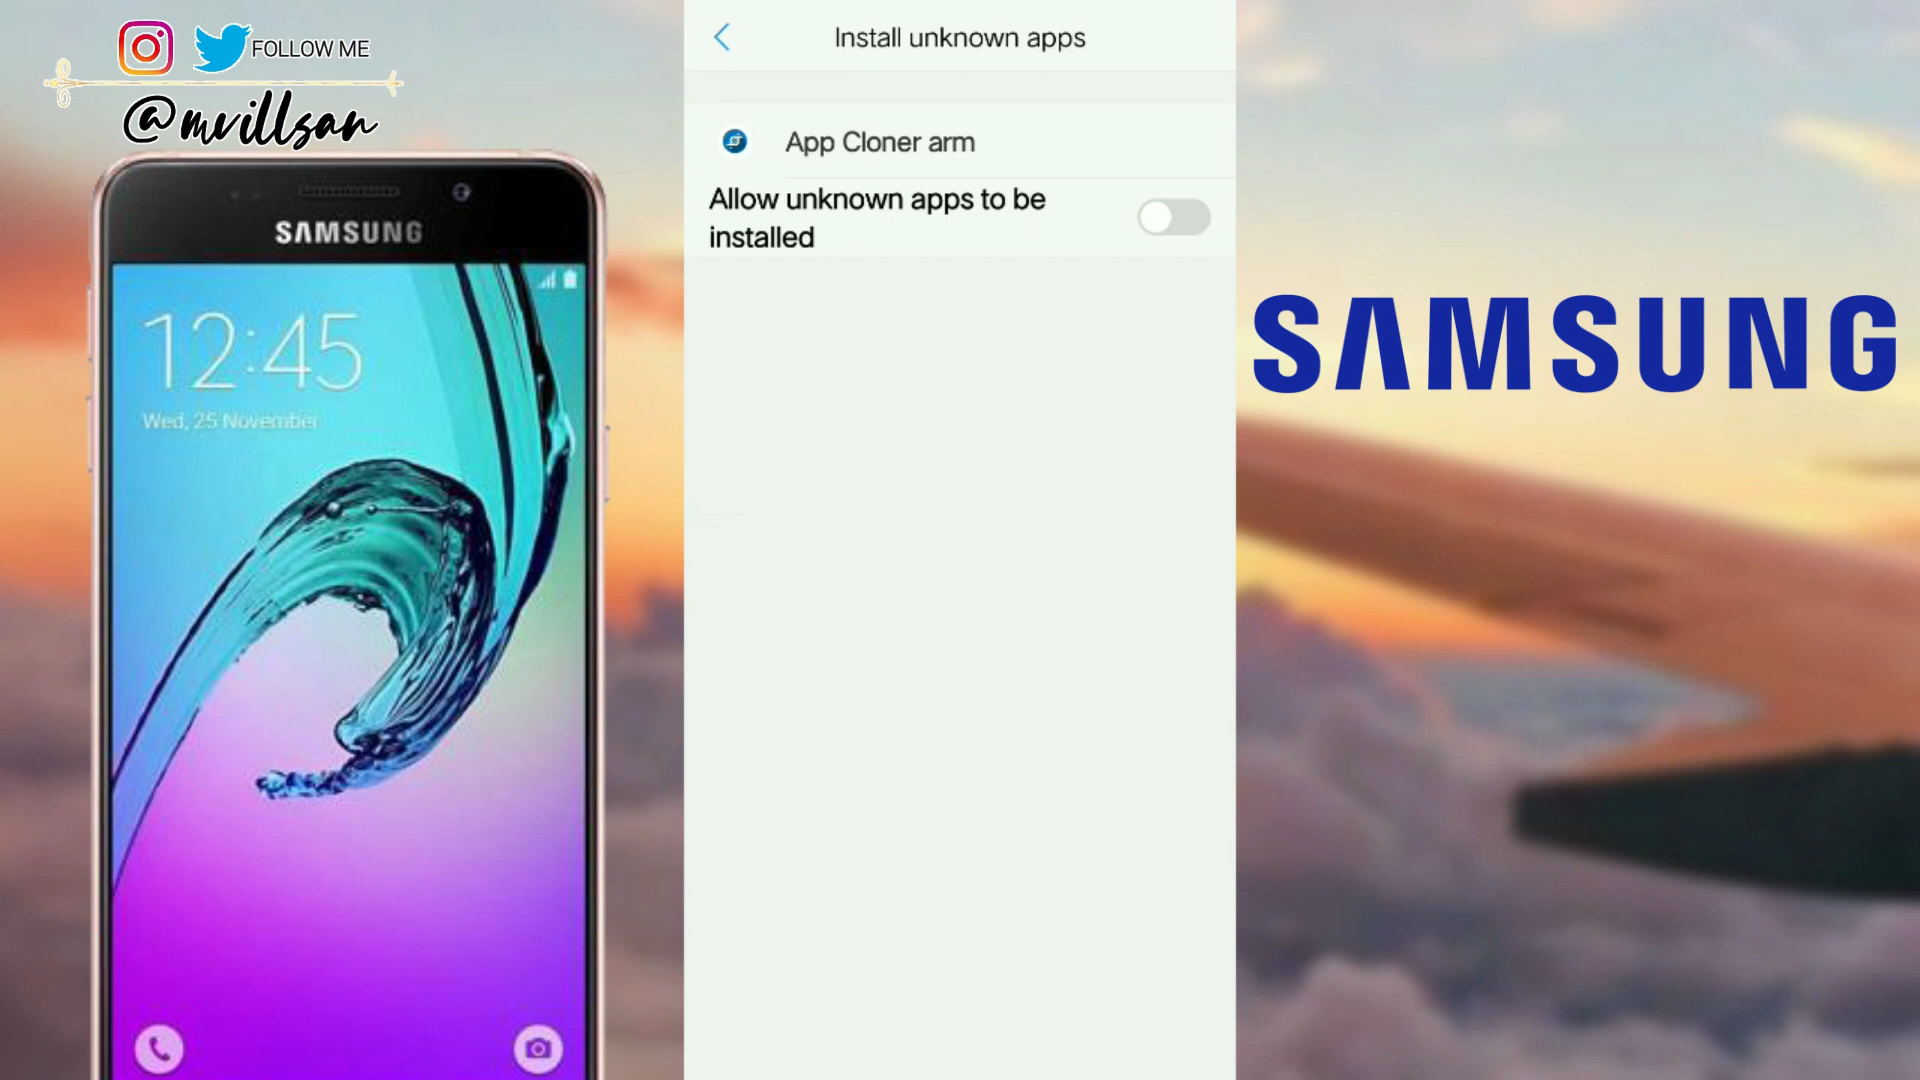 FOLLOW ME
@mvillsan
SAMSUNG
12:45
Wed, 25 November
Install unknown apps
App Cloner arm
Allow unknown apps to be
installed
SAMSUNG